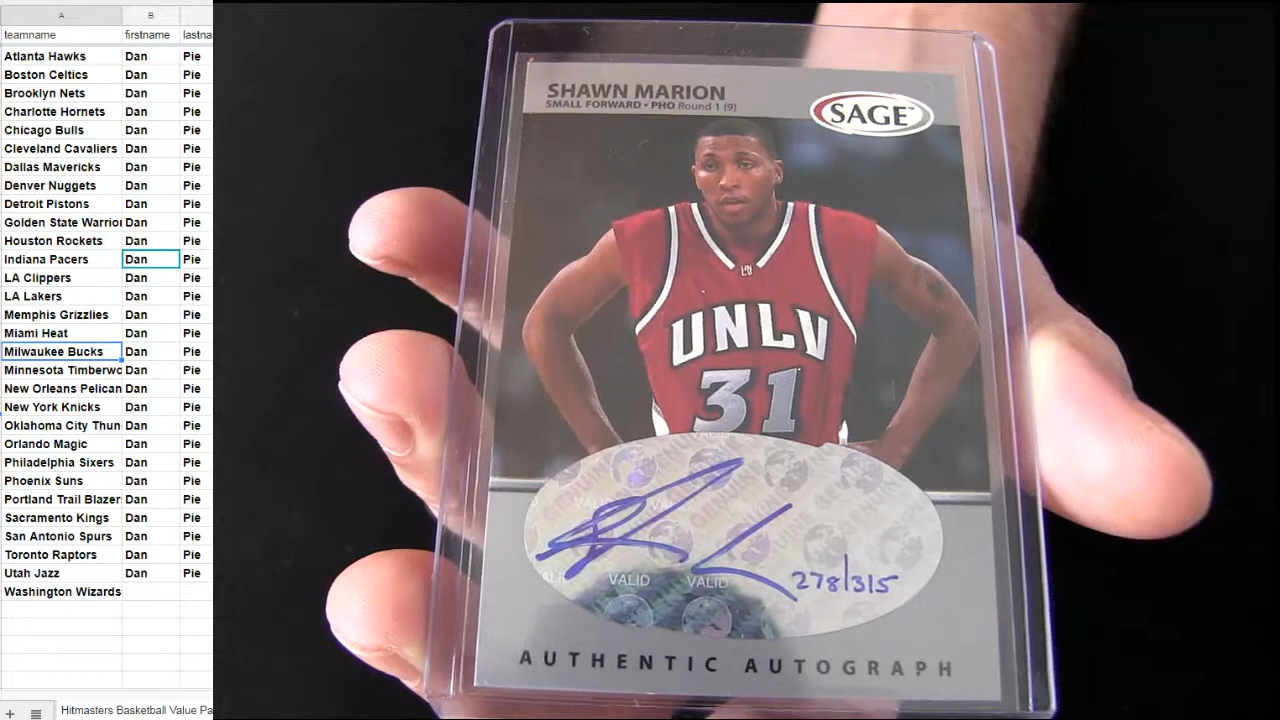 A B
teamname firstname lastna
Atlanta Hawks Dan Pie
Boston Celtics Dan Pie
Brooklyn Nets Dan Pie
Charlotte Hornets Dan Pie
Chicago Bulls Dan Pie
Cleveland Cavaliers Dan Pie
Dallas Mavericks Dan Pie
Denver Nuggets Dan Pie
Detroit Pistons Dan Pie
Golden State Warrior Dan Pie
Houston Rockets Dan Pie
Indiana Pacers Dan Pie
LA Clippers Dan Pie
LA Lakers Dan Pie
Memphis Grizzlies Dan Pie
Miami Heat Dan Pie
Milwaukee Bucks Dan Pie
Minnesota Timberwo Dan Pie
New Orleans Pelican Dan Pie
New York Knicks Dan Pie
Oklahoma City Thun Dan Pie
Orlando Magic Dan Pie
Philadelphia Sixers Dan Pie
Phoenix Suns Dan Pie
Portland Trail Blazers Dan Pie
Sacramento Kings Dan Pie
San Antonio Spurs Dan Pie
Toronto Raptors Dan Pie
Utah Jazz Dan Pie
Washington Wizards
Hitmasters Basketball Value Pa
SHAWN MARION
SMALL FORWARD • PHO Round 1 (9)
SAGE™
UNLV
31
VALID
VALID VALID
278/315
AUTHENTIC AUTOGRAPH